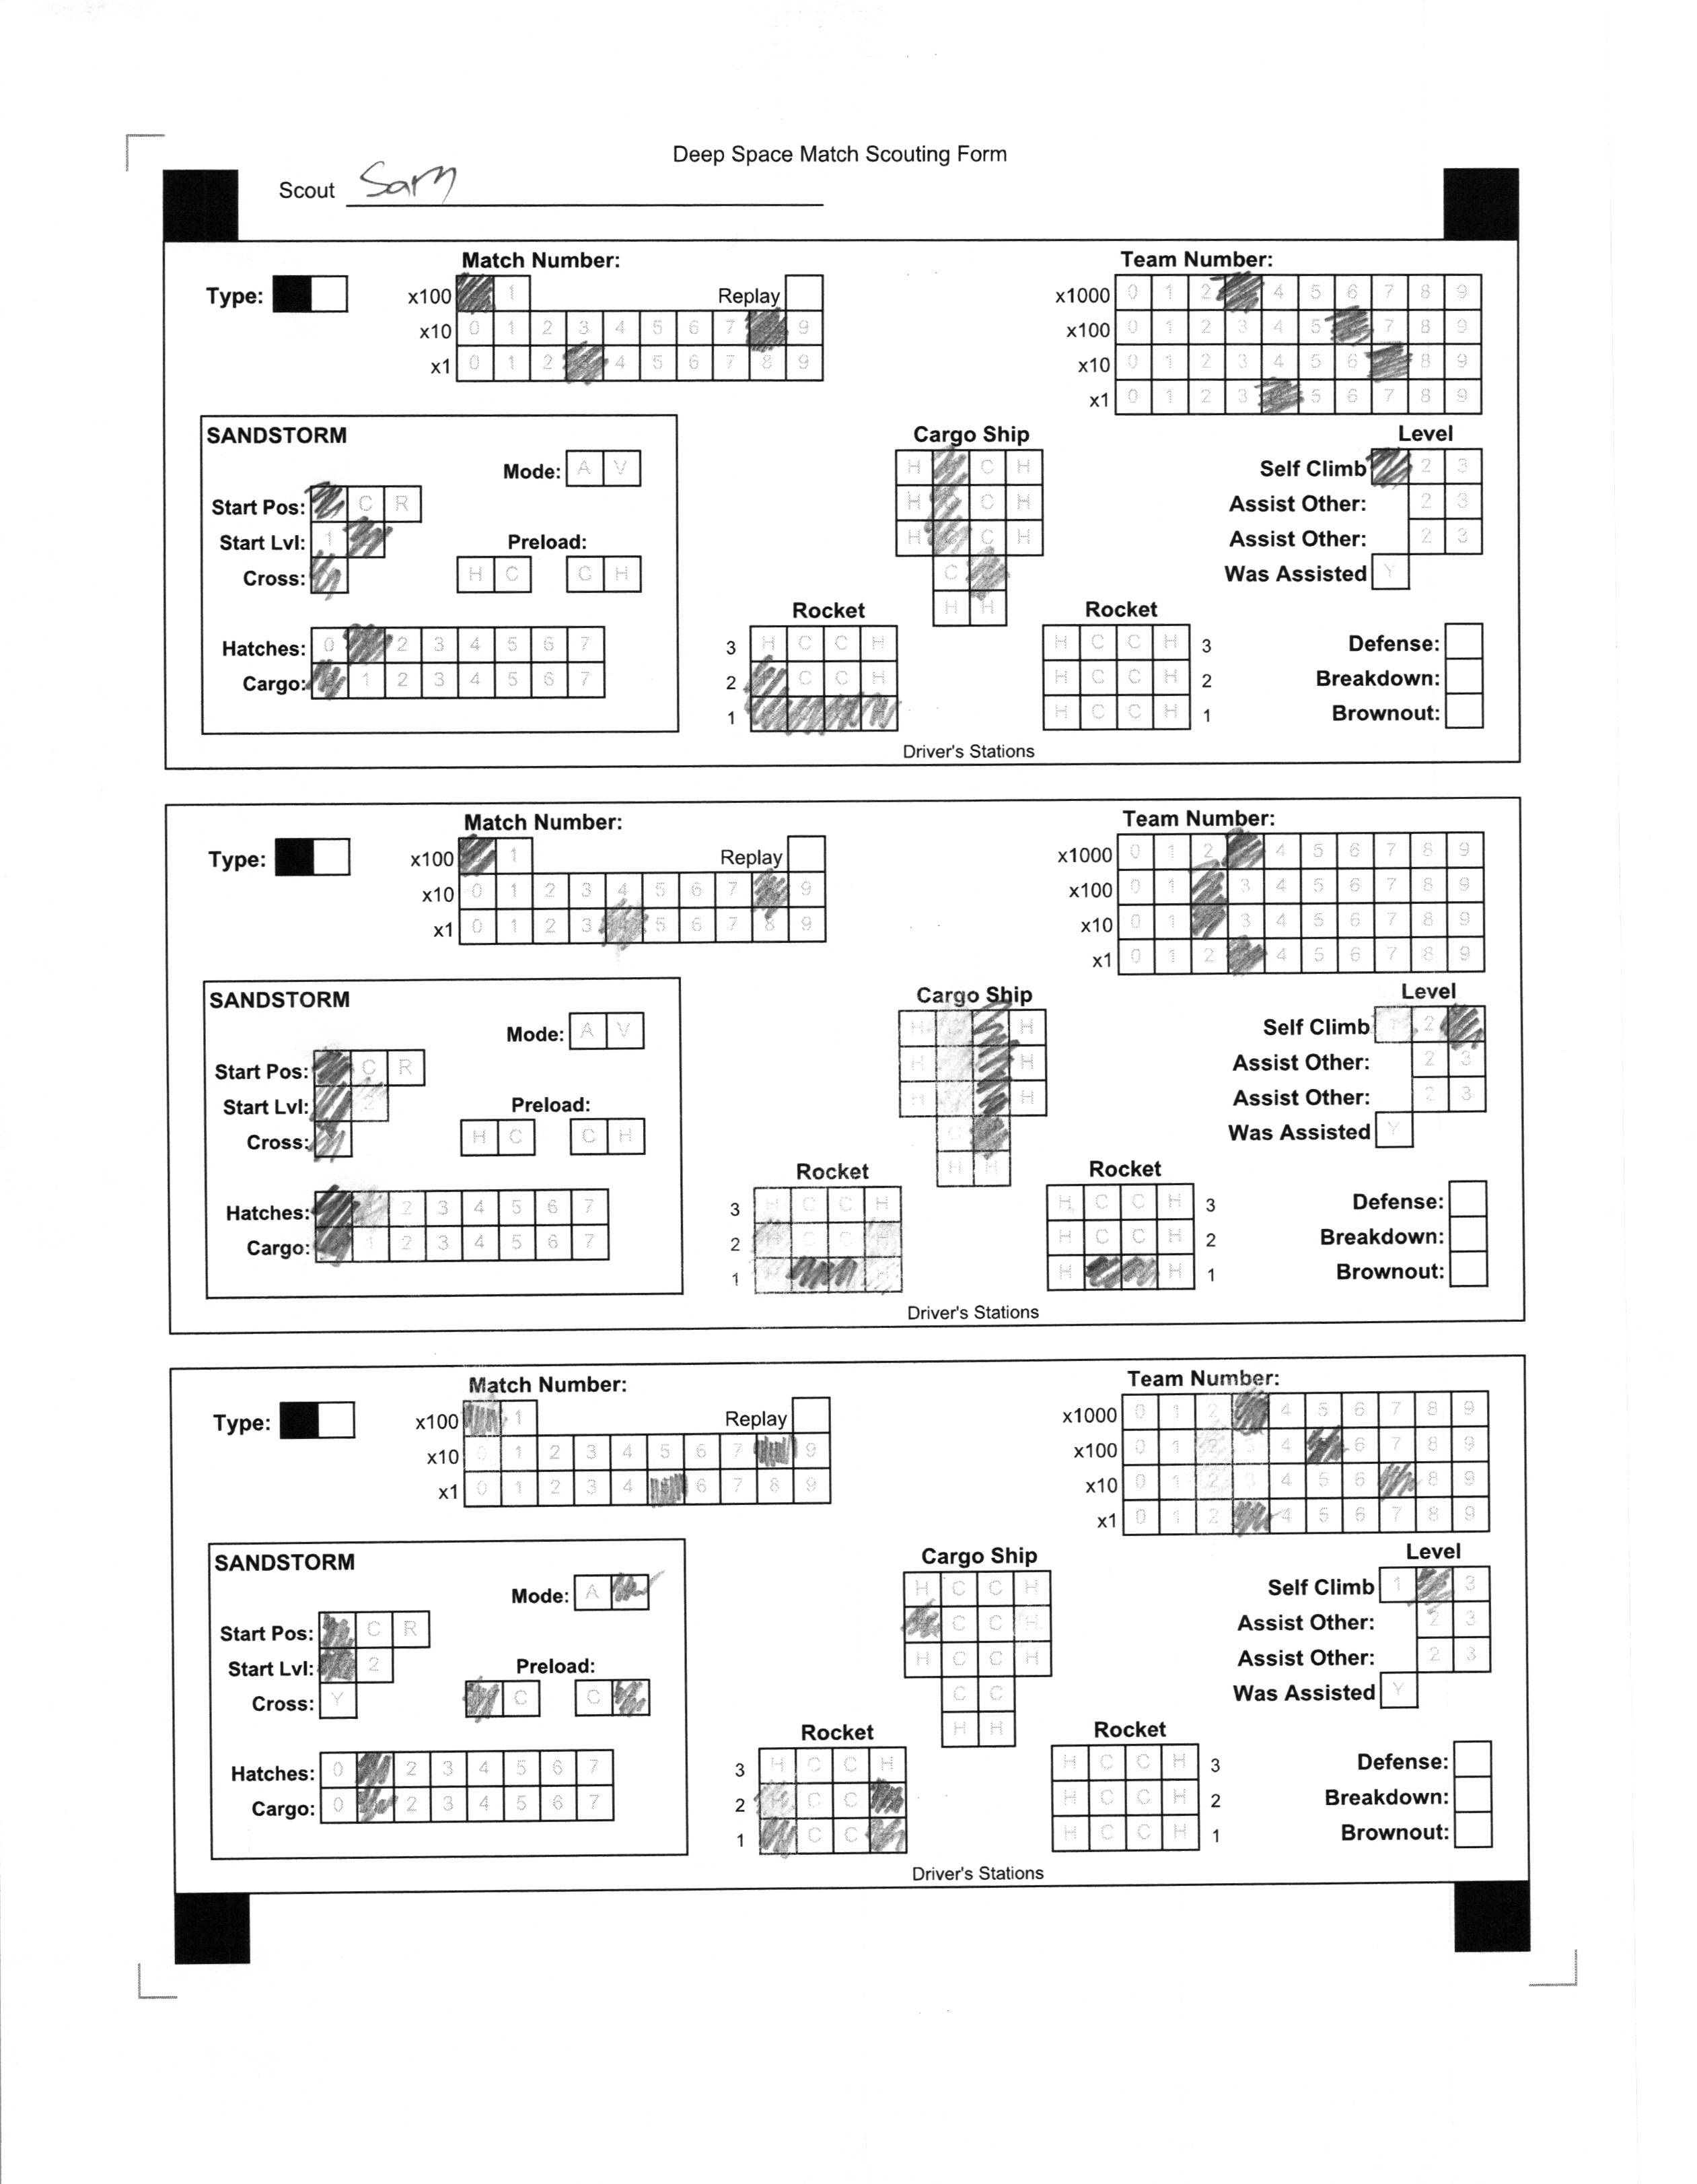 Deep Space Match Scouting Form
Scout Sam
Match Number:
Team Number:
Type:
x100 1 Replay
x10 0 1 2 3 4 5 6 7 9
x1 0 1 2 4 5 6 7 8 9
x1000 0 1 2 4 5 6 7 8 9
x100 0 1 2 3 4 5 7 8 9
x10 0 1 2 3 4 5 6 8 9
x1 0 1 2 3 5 6 7 8 9
SANDSTORM
Mode: A V
Start Pos: C R
Start Lvl: 1
Preload:
Cross: H C C H
Hatches: 0 2 3 4 5 6 7
Cargo: 1 2 3 4 5 6 7
Cargo Ship
H C H
H C H
H C H
C
H H
Level
Self Climb 2 3
Assist Other: 2 3
Assist Other: 2 3
Was Assisted Y
Rocket
3 H C C H
2 C C H
1 H
Rocket
H C C H 3
H C C H 2
H C C H 1
Defense:
Breakdown:
Brownout:
Driver's Stations
Match Number:
Team Number:
Type:
x100 1 Replay
x10 0 1 2 3 4 5 6 7 9
x1 0 1 2 3 5 6 7 8 9
x1000 0 1 2 4 5 6 7 8 9
x100 0 1 3 4 5 6 7 8 9
x10 0 1 3 4 5 6 7 8 9
x1 0 1 2 4 5 6 7 8 9
SANDSTORM
Mode: A V
Start Pos: C R
Start Lvl: 2
Preload:
Cross: H C C H
Hatches: 2 3 4 5 6 7
Cargo: 1 2 3 4 5 6 7
Cargo Ship
H H
H H
H H
C
H H
Level
Self Climb 1 2
Assist Other: 2 3
Assist Other: 2 3
Was Assisted Y
Rocket
3 H C C H
2 H C C H
1
Rocket
H C C H 3
H C C H 2
H H 1
Defense:
Breakdown:
Brownout:
Driver's Stations
Match Number:
Team Number:
Type:
x100 1 Replay
x10 0 1 2 3 4 5 6 7 9
x1 0 1 2 3 4 6 7 8 9
x1000 0 1 2 4 5 6 7 8 9
x100 0 1 2 3 4 6 7 8 9
x10 0 1 2 3 4 5 6 8 9
x1 0 1 2 4 5 6 7 8 9
SANDSTORM
Mode: A
Start Pos: C R
Start Lvl: 2
Preload:
Cross: Y C C
Hatches: 0 2 3 4 5 6 7
Cargo: 0 2 3 4 5 6 7
Cargo Ship
H C C H
C C H
H C C H
C C
H H
Level
Self Climb 1 3
Assist Other: 2 3
Assist Other: 2 3
Was Assisted Y
Rocket
3 H C C H
2 H C C
1 C C
Rocket
H C C H 3
H C C H 2
H C C H 1
Defense:
Breakdown:
Brownout:
Driver's Stations